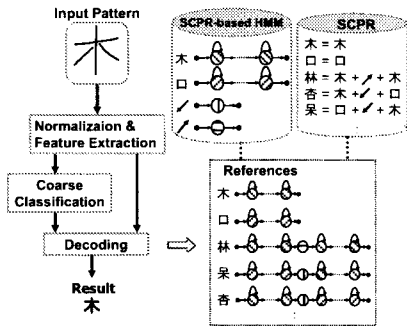 Input Pattern
木
Normalizaion &
Feature Extraction
Coarse
Classification
Decoding
Result
木
SCPR-based HMM
木
口
↙
↗
SCPR
木 = 木
口 = 口
林 = 木 + ↗ + 木
杏 = 木 + ↙ + 口
呆 = 口 + ↙ + 木
References
木
口
林
呆
杏